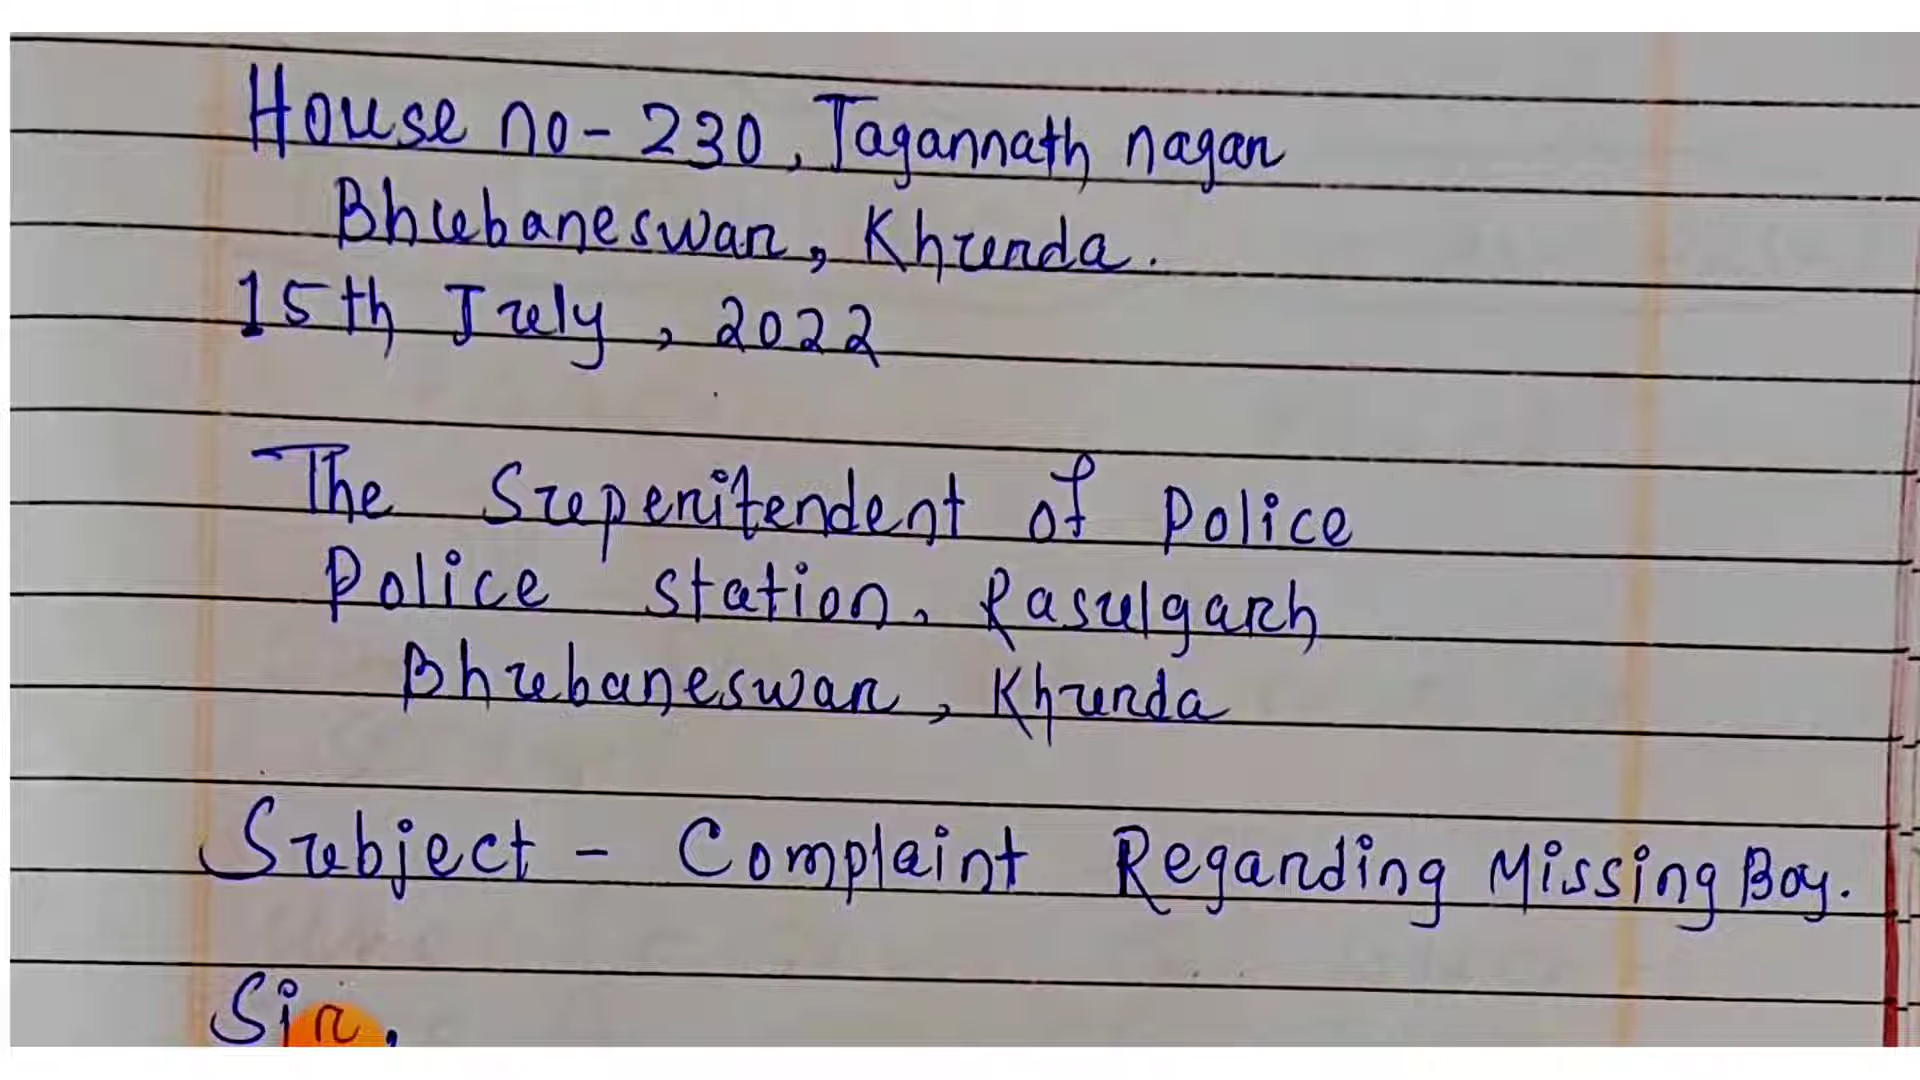 House no - 230, Jagannath nagar
Bhubaneswar, Khurda.
15th July, 2022
The Superitendent of Police
Police station, Rasulgarh
Bhubaneswar, Khurda
Subject - Complaint Regarding Missing Boy.
Sir,